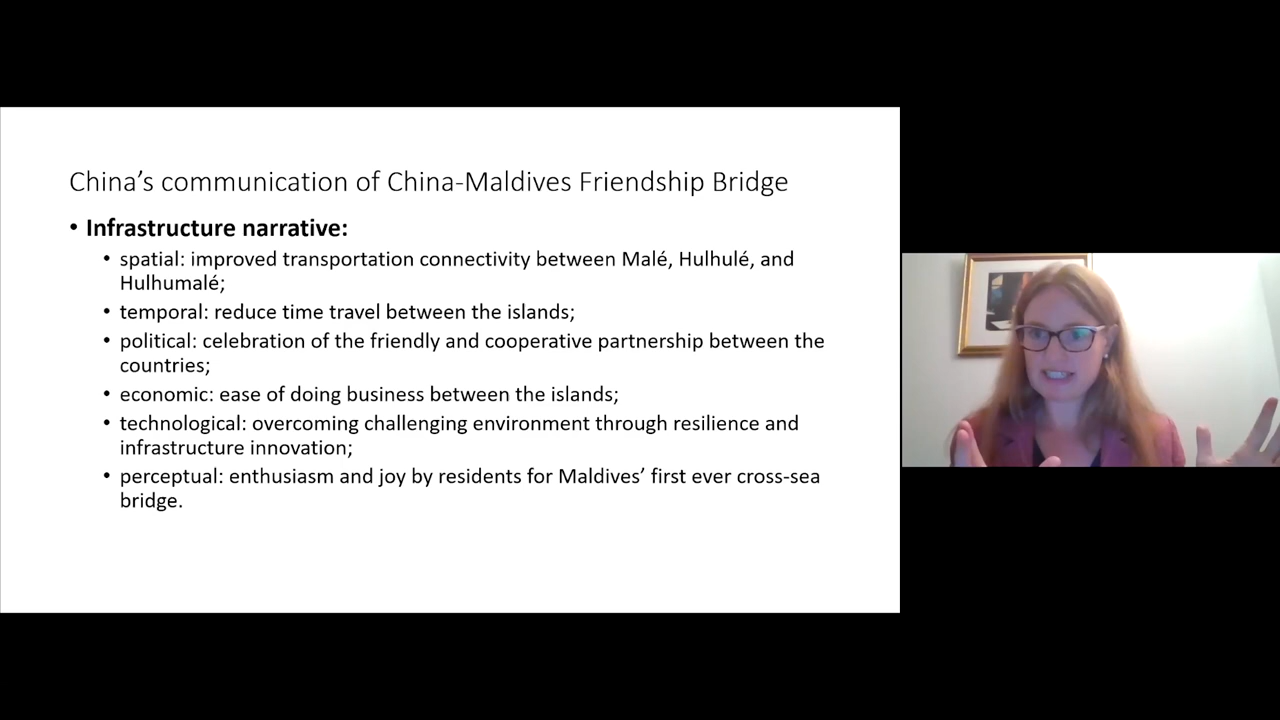 China’s communication of China-Maldives Friendship Bridge
• Infrastructure narrative:
• spatial: improved transportation connectivity between Malé, Hulhulé, and
Hulhumalé;
• temporal: reduce time travel between the islands;
• political: celebration of the friendly and cooperative partnership between the
countries;
• economic: ease of doing business between the islands;
• technological: overcoming challenging environment through resilience and
infrastructure innovation;
• perceptual: enthusiasm and joy by residents for Maldives’ first ever cross-sea
bridge.